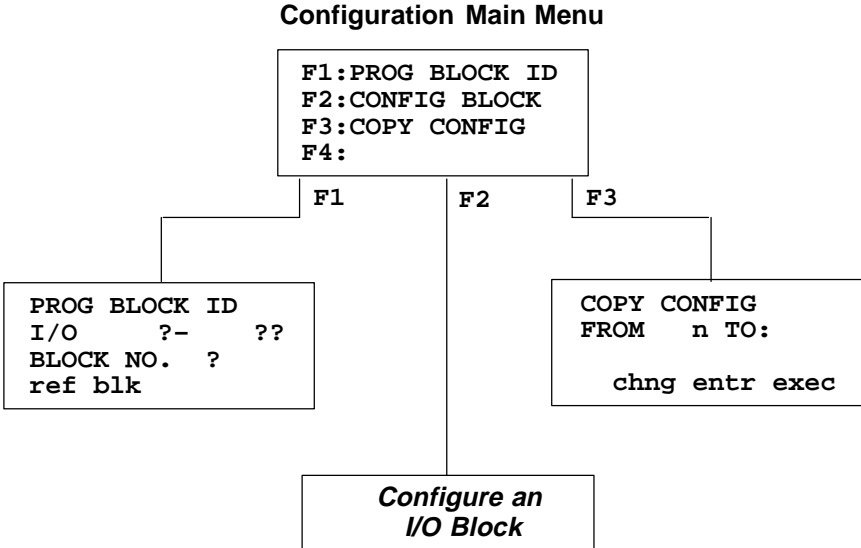 Configuration Main Menu
F1:PROG BLOCK ID
F2:CONFIG BLOCK
F3:COPY CONFIG
F4:
F1
F2
F3
PROG BLOCK ID
I/O ?– ??
BLOCK NO. ?
ref blk
COPY CONFIG
FROM n TO:
chng entr exec
Configure an
I/O Block